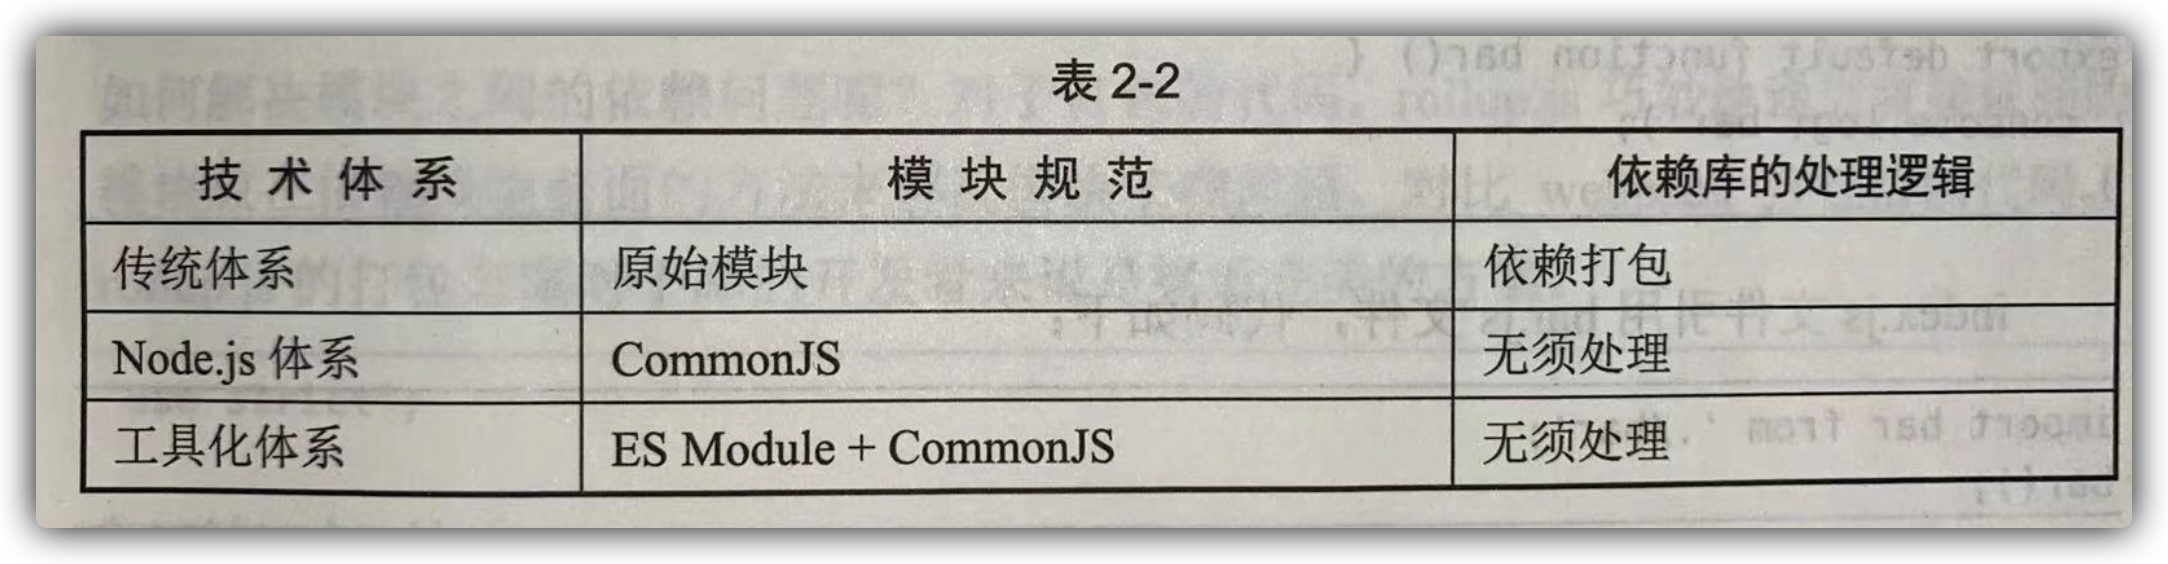 表 2-2
技术体系 模块规范 依赖库的处理逻辑
传统体系 原始模块 依赖打包
Node.js 体系 CommonJS 无须处理
工具化体系 ES Module + CommonJS 无须处理